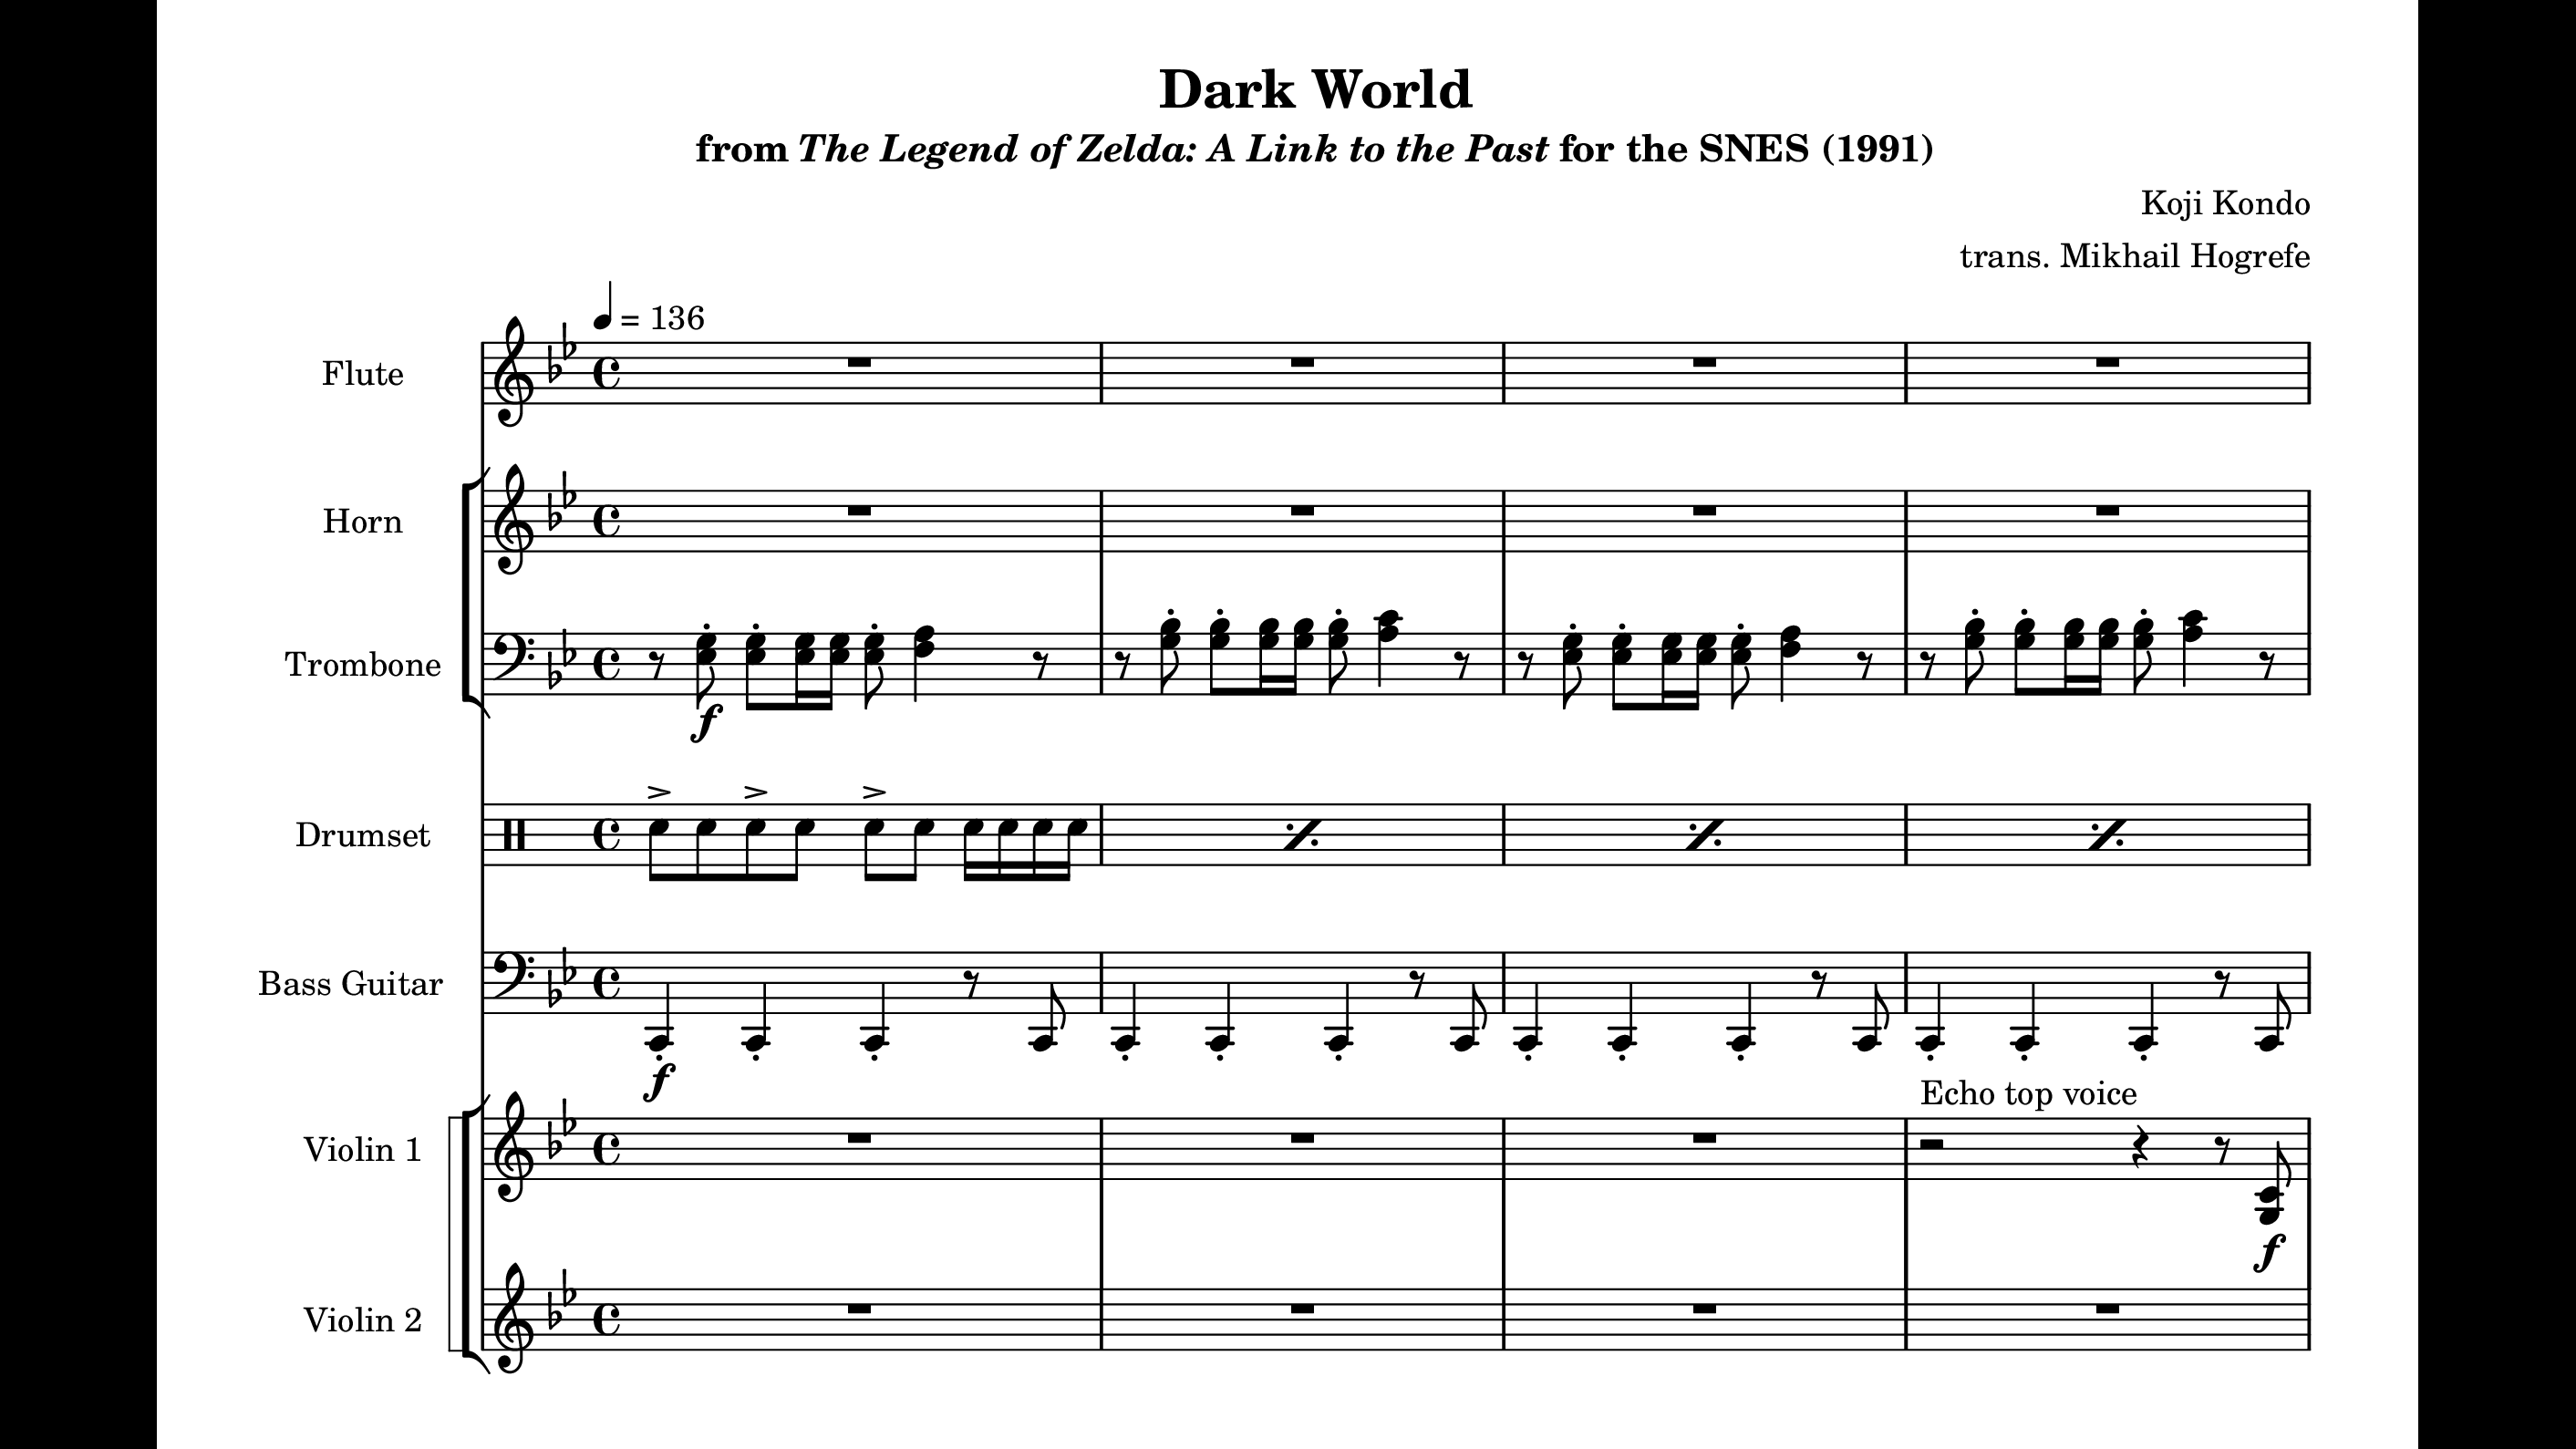 Dark World
from The Legend of Zelda: A Link to the Past for the SNES (1991)
Koji Kondo
trans. Mikhail Hogrefe
= 136
Flute
Horn
Trombone
f
Drumset
Bass Guitar
f
Echo top voice
Violin 1
f
Violin 2